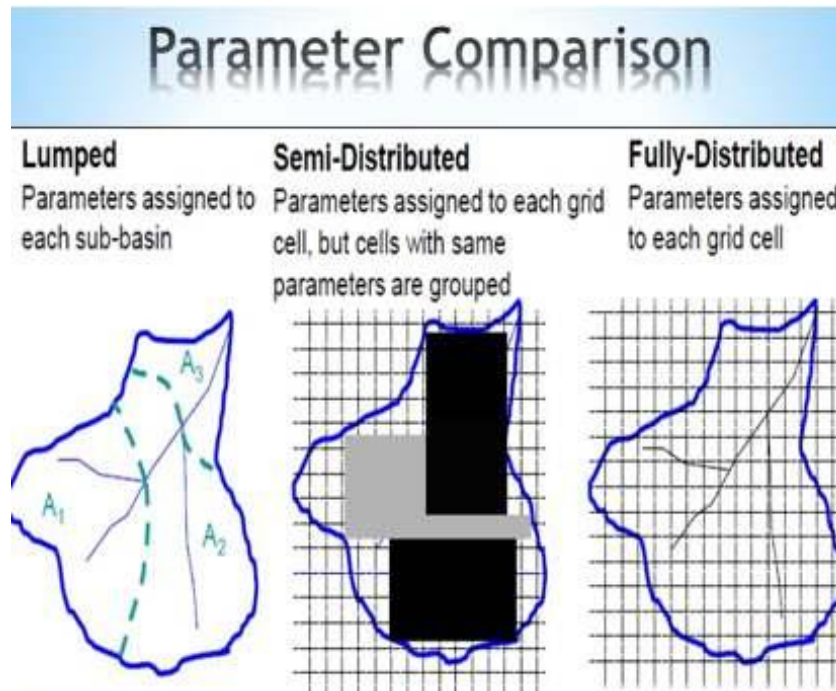 Parameter Comparison
Lumped
Parameters assigned to
each sub-basin
Semi-Distributed
Parameters assigned to each grid
cell, but cells with same
parameters are grouped
Fully-Distributed
Parameters assigned
to each grid cell
A₃
A₁
A₂